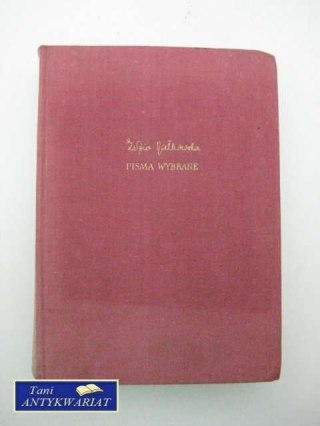 Zofia Nałkowska
PISMA WYBRANE
Tani
ANTYKWARIAT